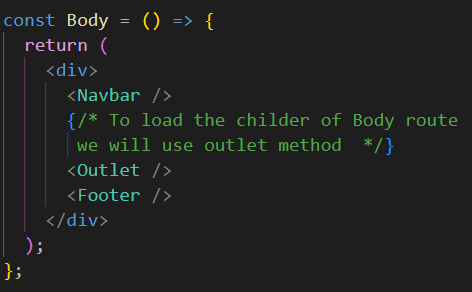 const Body = () => {
  return (
    <div>
      <Navbar />
      {/* To load the childer of Body route
       we will use outlet method  */}
      <Outlet />
      <Footer />
    </div>
  );
};